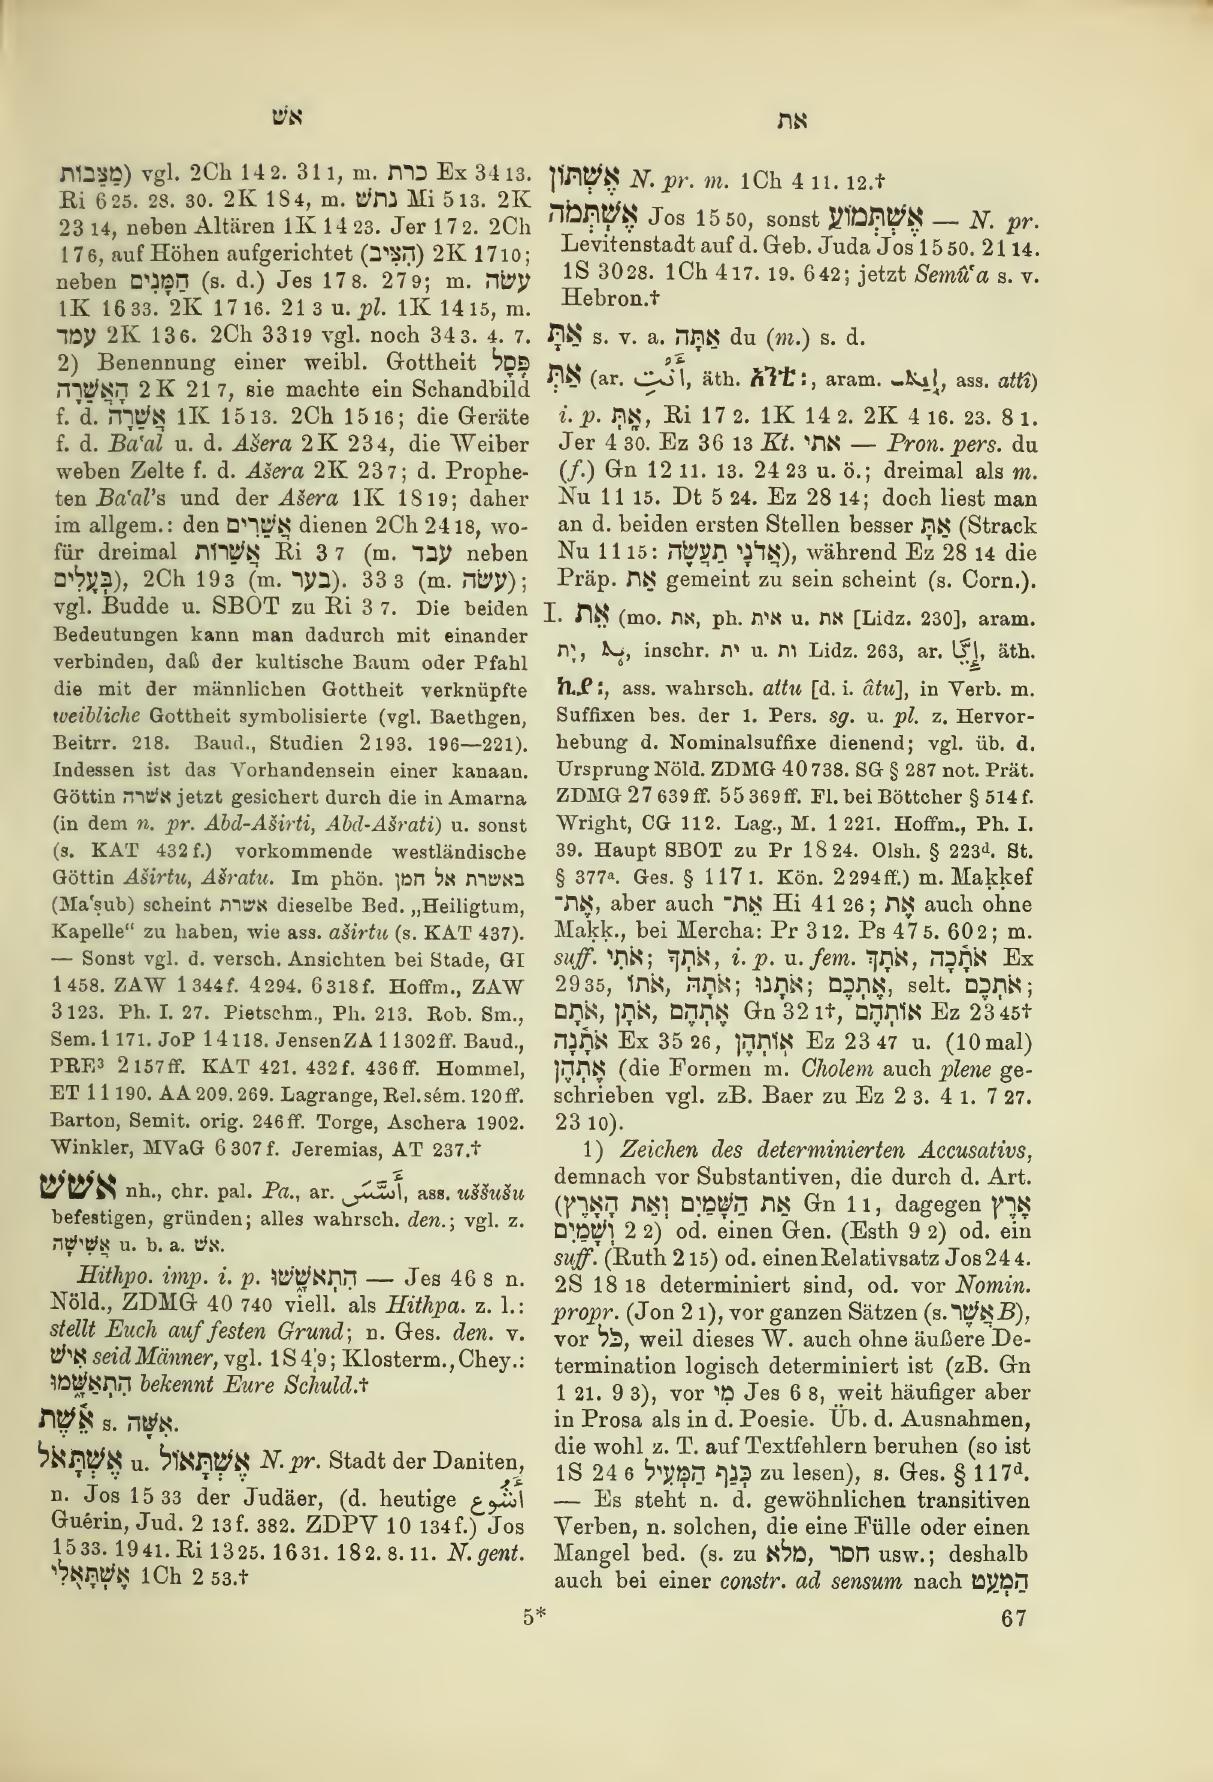 אשׁ
את
מַצֵּבוֹת) vgl. 2Ch 14 2. 31 1, m. כרת Ex 34 13.
Ri 6 25. 28. 30. 2K 18 4, m. נתשׁ Mi 5 13. 2K
23 14, neben Altären 1K 14 23. Jer 17 2. 2Ch
17 6, auf Höhen aufgerichtet (הִצִּיב) 2K 17 10;
neben חַמָּנִים (s. d.) Jes 17 8. 27 9; m. עשׂה
1K 16 33. 2K 17 16. 21 3 u. pl. 1K 14 15, m.
עמד 2K 13 6. 2Ch 33 19 vgl. noch 34 3. 4. 7.
2) Benennung einer weibl. Gottheit פֶּסֶל
הָאֲשֵׁרָה 2K 21 7, sie machte ein Schandbild
f. d. אֲשֵׁרָה 1K 15 13. 2Ch 15 16; die Geräte
f. d. Baʿal u. d. Ašera 2K 23 4, die Weiber
weben Zelte f. d. Ašera 2K 23 7; d. Prophe-
ten Baʿal's und der Ašera 1K 18 19; daher
im allgem.: den אֲשֵׁרִים dienen 2Ch 24 18, wo-
für dreimal אֲשֵׁרוֹת Ri 3 7 (m. עבד neben
בְּעָלִים), 2Ch 19 3 (m. בער). 33 3 (m. עשׂה);
vgl. Budde u. SBOT zu Ri 3 7. Die beiden
Bedeutungen kann man dadurch mit einander
verbinden, daß der kultische Baum oder Pfahl
die mit der männlichen Gottheit verknüpfte
weibliche Gottheit symbolisierte (vgl. Baethgen,
Beitrr. 218. Baud., Studien 2 193. 196—221).
Indessen ist das Vorhandensein einer kanaan.
Göttin אשרה jetzt gesichert durch die in Amarna
(in dem n. pr. Abd-Aširti, Abd-Ašrati) u. sonst
(s. KAT 432 f.) vorkommende westländische
Göttin Aširtu, Ašratu. Im phön. באשרת אל חמן
(Maʿṣub) scheint אשרת dieselbe Bed. „Heiligtum,
Kapelle“ zu haben, wie ass. aširtu (s. KAT 437).
— Sonst vgl. d. versch. Ansichten bei Stade, GI
1 458. ZAW 1 344 f. 4 294. 6 318 f. Hoffm., ZAW
3 123. Ph. I. 27. Pietschm., Ph. 213. Rob. Sm.,
Sem. 1 171. JoP 14 118. Jensen ZA 11 302 ff. Baud.,
PRE³ 2 157 ff. KAT 421. 432 f. 436 ff. Hommel,
ET 11 190. AA 209. 269. Lagrange, Rel. sém. 120 ff.
Barton, Semit. orig. 246 ff. Torge, Aschera 1902.
Winkler, MVaG 6 307 f. Jeremias, AT 237.†
אשׁשׁ nh., chr. pal. Pa., ar. أَسَّسَ, ass. uššušu
befestigen, gründen; alles wahrsch. den.; vgl. z.
אֲשִׁישָׁה u. b. a. אשׁ.
Hithpo. imp. i. p. הִתְאֹשָׁשׁוּ — Jes 46 8 n.
Nöld., ZDMG 40 740 viell. als Hithpa. z. l.:
stellt Euch auf festen Grund; n. Ges. den. v.
אִישׁ seid Männer, vgl. 1S 4 9; Klosterm., Chey.:
הִתְאַשָּׁמוּ bekennt Eure Schuld.†
אֵשֶׁת s. אִשָּׁה.
אֶשְׁתָּאֹל u. אֶשְׁתָּאוֹל N. pr. Stadt der Daniten,
n. Jos 15 33 der Judäer, (d. heutige أَشُوع
Guérin, Jud. 2 13 f. 382. ZDPV 10 134 f.) Jos
15 33. 19 41. Ri 13 25. 16 31. 18 2. 8. 11. N. gent.
אֶשְׁתָּאֻלִי 1Ch 2 53.†
אֶשְׁתּוֹן N. pr. m. 1Ch 4 11. 12.†
אֶשְׁתְּמֹה Jos 15 50, sonst אֶשְׁתְּמוֹעַ — N. pr.
Levitenstadt auf d. Geb. Juda Jos 15 50. 21 14.
1S 30 28. 1Ch 4 17. 19. 6 42; jetzt Semûʿa s. v.
Hebron.†
אַתָּ s. v. a. אַתָּה du (m.) s. d.
אַתְּ (ar. أَنْتِ, äth. አንቲ:, aram. ܐܢܬܝ, ass. attî)
i. p. אָתְּ, Ri 17 2. 1K 14 2. 2K 4 16. 23. 8 1.
Jer 4 30. Ez 36 13 Kt. אתי — Pron. pers. du
(f.) Gn 12 11. 13. 24 23 u. ö.; dreimal als m.
Nu 11 15. Dt 5 24. Ez 28 14; doch liest man
an d. beiden ersten Stellen besser אַתָּ (Strack
Nu 11 15: אֲדֹנָי תַּעֲשֶׂה), während Ez 28 14 die
Präp. אֵת gemeint zu sein scheint (s. Corn.).
I. אֵת (mo. את, ph. אית u. את [Lidz. 230], aram.
יָת, ܝܳܬ, inschr. ית u. ות Lidz. 263, ar. إِيَّا, äth.
ኪያ:, ass. wahrsch. attu [d. i. âtu], in Verb. m.
Suffixen bes. der 1. Pers. sg. u. pl. z. Hervor-
hebung d. Nominalsuffixe dienend; vgl. üb. d.
Ursprung Nöld. ZDMG 40 738. SG § 287 not. Prät.
ZDMG 27 639 ff. 55 369 ff. Fl. bei Böttcher § 514 f.
Wright, CG 112. Lag., M. 1 221. Hoffm., Ph. I.
39. Haupt SBOT zu Pr 18 24. Olsh. § 223ᵈ. St.
§ 377ᵃ. Ges. § 117 1. Kön. 2 294 ff.) m. Maḳḳef
אֶת־, aber auch אֵת־ Hi 41 26; אֶת auch ohne
Maḳḳ., bei Mercha: Pr 3 12. Ps 47 5. 60 2; m.
suff. אֹתִי; אֹתְךָ, i. p. u. fem. אֹתָךְ, אֹתְכָה Ex
29 35, אֹתוֹ, אֹתָהּ; אֹתָנוּ; אֶתְכֶם, selt. אֹתְכֶם;
אֹתָם, אֹתָן, אֶתְהֶם Gn 32 1†, אוֹתְהֶם Ez 23 45†
אֹתָנָה Ex 35 26, אוֹתְהֶן Ez 23 47 u. (10 mal)
אֶתְהֶן (die Formen m. Cholem auch plene ge-
schrieben vgl. zB. Baer zu Ez 2 3. 4 1. 7 27.
23 10).
1) Zeichen des determinierten Accusativs,
demnach vor Substantiven, die durch d. Art.
(אֵת הַשָּׁמַיִם וְאֵת הָאָרֶץ Gn 1 1, dagegen אֶרֶץ
וְשָׁמַיִם 2 2) od. einen Gen. (Esth 9 2) od. ein
suff. (Ruth 2 15) od. einen Relativsatz Jos 24 4.
2S 18 18 determiniert sind, od. vor Nomin.
propr. (Jon 2 1), vor ganzen Sätzen (s. אֲשֶׁר B),
vor כֹּל, weil dieses W. auch ohne äußere De-
termination logisch determiniert ist (zB. Gn
1 21. 9 3), vor מִי Jes 6 8, weit häufiger aber
in Prosa als in d. Poesie. Üb. d. Ausnahmen,
die wohl z. T. auf Textfehlern beruhen (so ist
1S 24 6 כְּנַף הַמְּעִיל zu lesen), s. Ges. § 117ᵈ.
— Es steht n. d. gewöhnlichen transitiven
Verben, n. solchen, die eine Fülle oder einen
Mangel bed. (s. zu מלא, חסר usw.; deshalb
auch bei einer constr. ad sensum nach הַמְעַט
5*
67